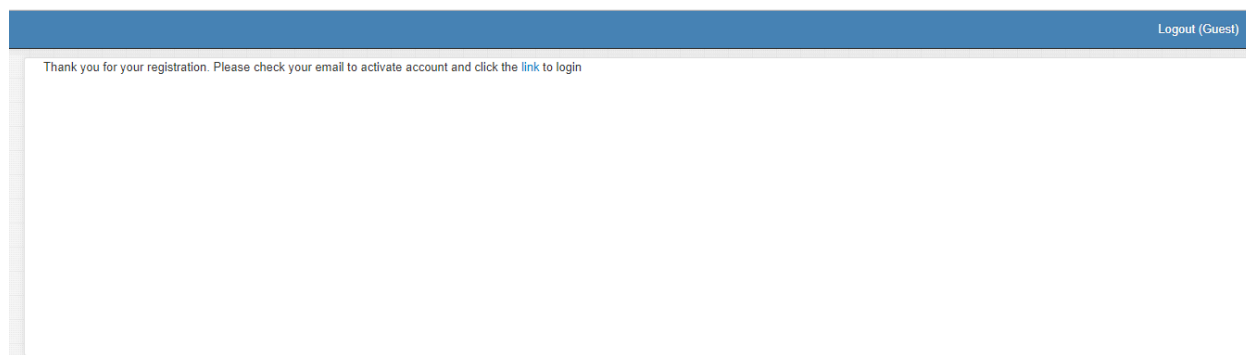 Logout (Guest)
Thank you for your registration. Please check your email to activate account and click the link to login